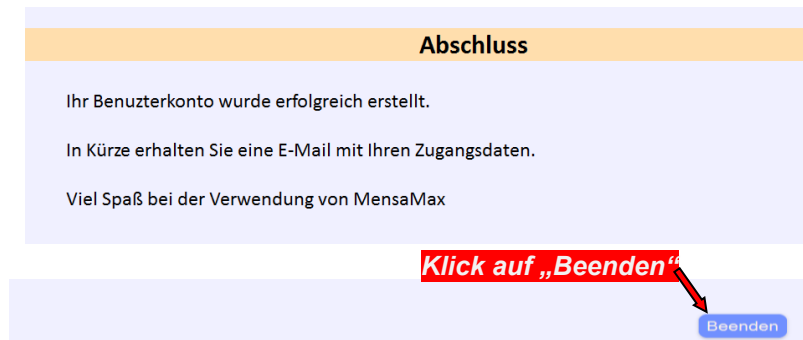 Abschluss
Ihr Benuzterkonto wurde erfolgreich erstellt.
In Kürze erhalten Sie eine E-Mail mit Ihren Zugangsdaten.
Viel Spaß bei der Verwendung von MensaMax
Klick auf „Beenden“
Beenden